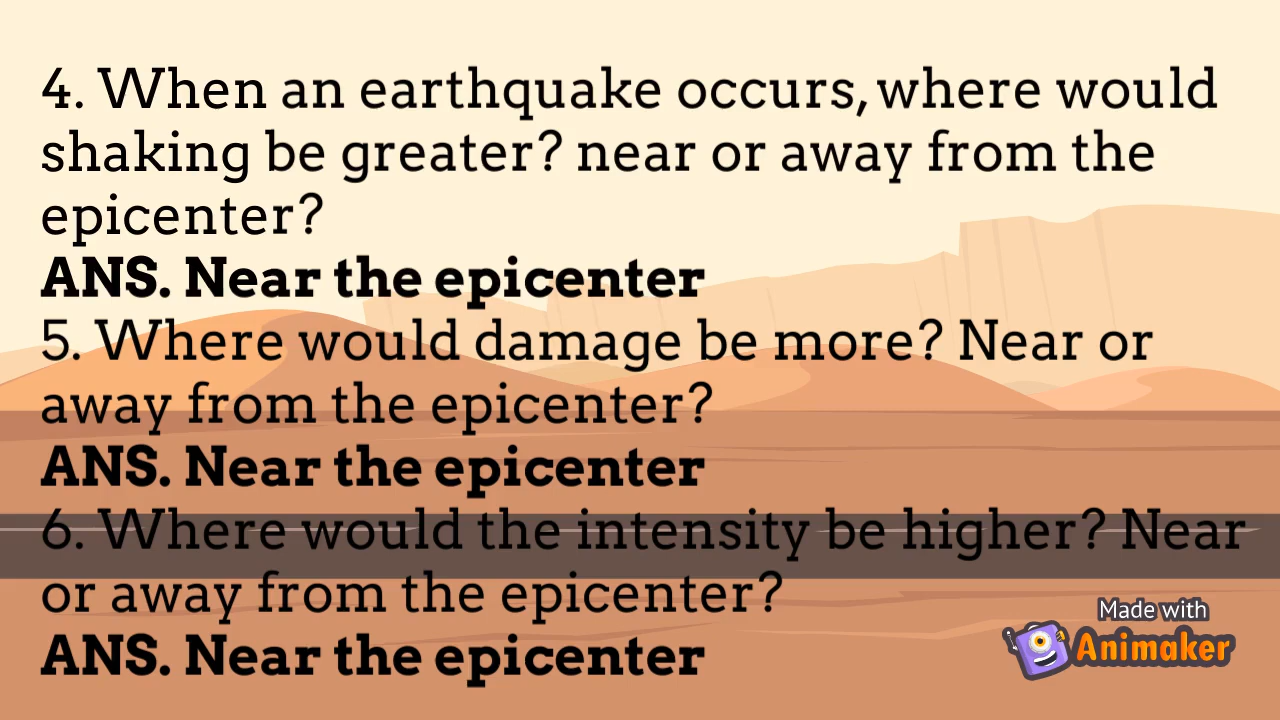 4. When an earthquake occurs, where would
shaking be greater? near or away from the
epicenter?
ANS. Near the epicenter
5. Where would damage be more? Near or
away from the epicenter?
ANS. Near the epicenter
6. Where would the intensity be higher? Near
or away from the epicenter?
ANS. Near the epicenter
Made with
Animaker